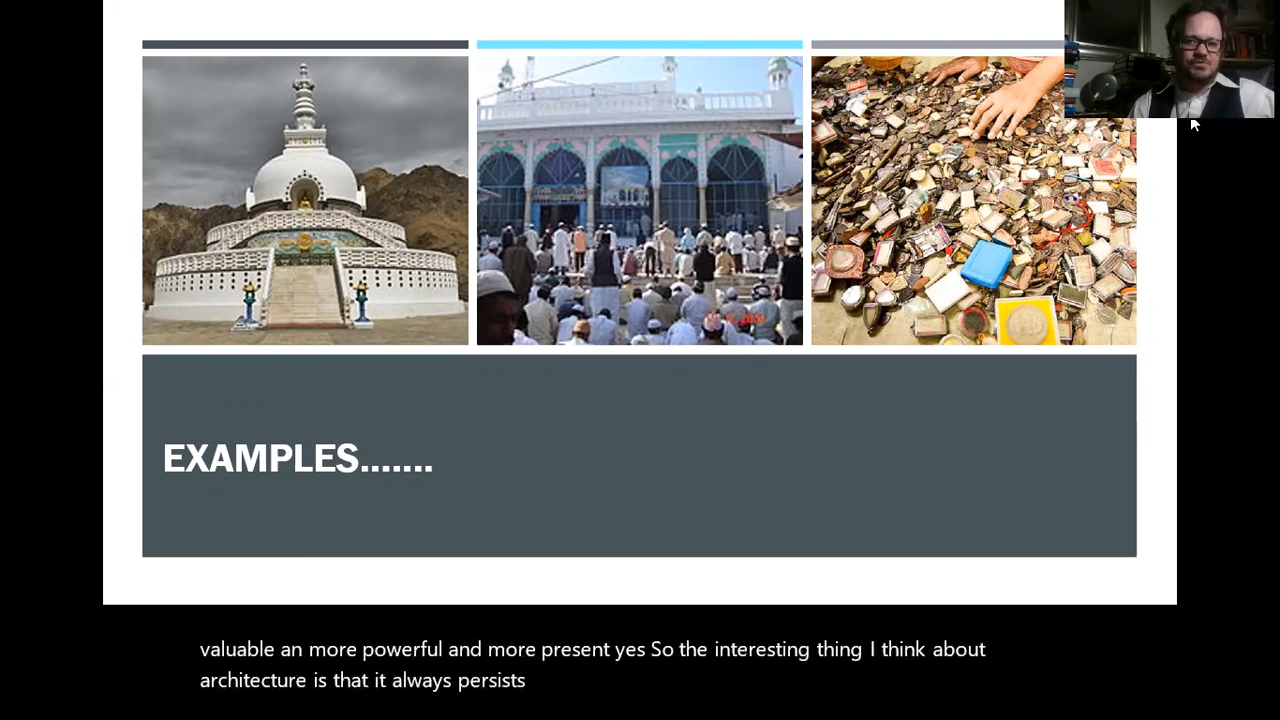 EXAMPLES.......
valuable an more powerful and more present yes So the interesting thing I think about
architecture is that it always persists